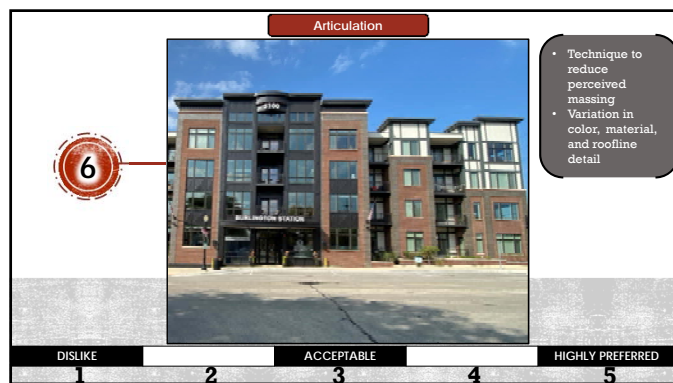 Articulation
6
• Technique to
reduce
perceived
massing
• Variation in
color, material,
and roofline
detail
BURLINGTON STATION
DISLIKE
ACCEPTABLE
HIGHLY PREFERRED
1
2
3
4
5